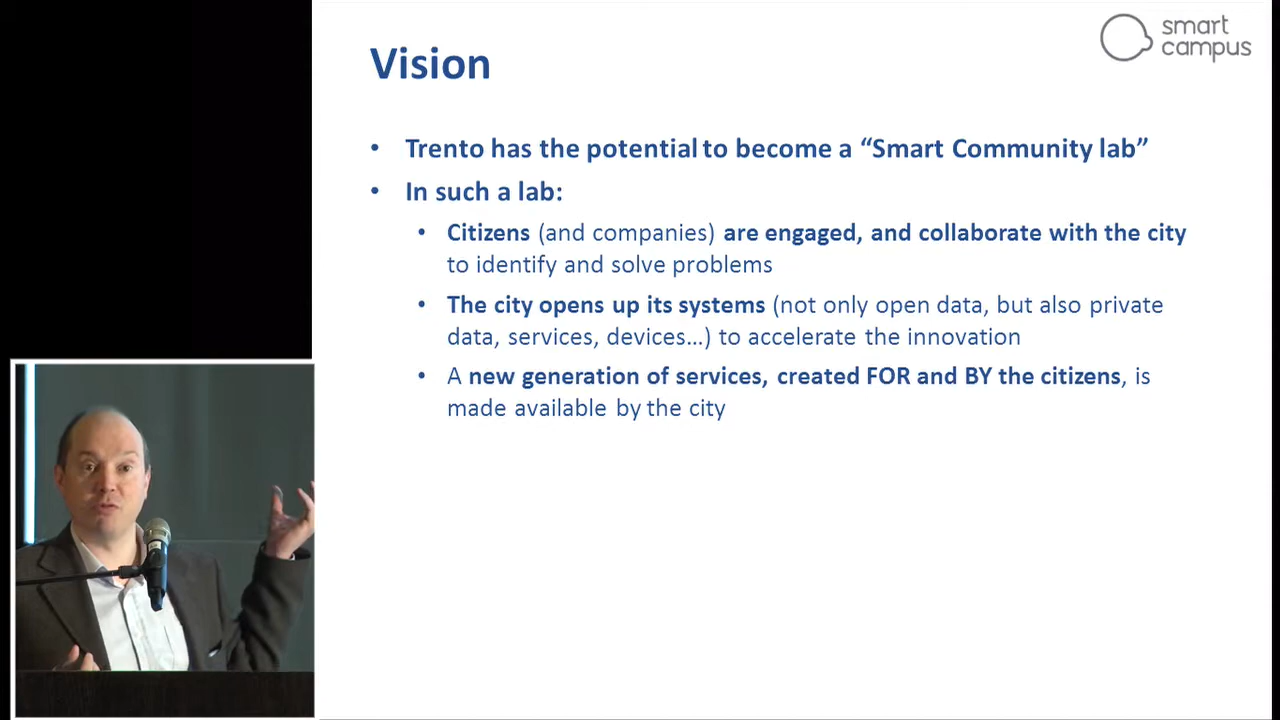 smart
campus
Vision
• Trento has the potential to become a “Smart Community lab”
• In such a lab:
• Citizens (and companies) are engaged, and collaborate with the city
to identify and solve problems
• The city opens up its systems (not only open data, but also private
data, services, devices…) to accelerate the innovation
• A new generation of services, created FOR and BY the citizens, is
made available by the city